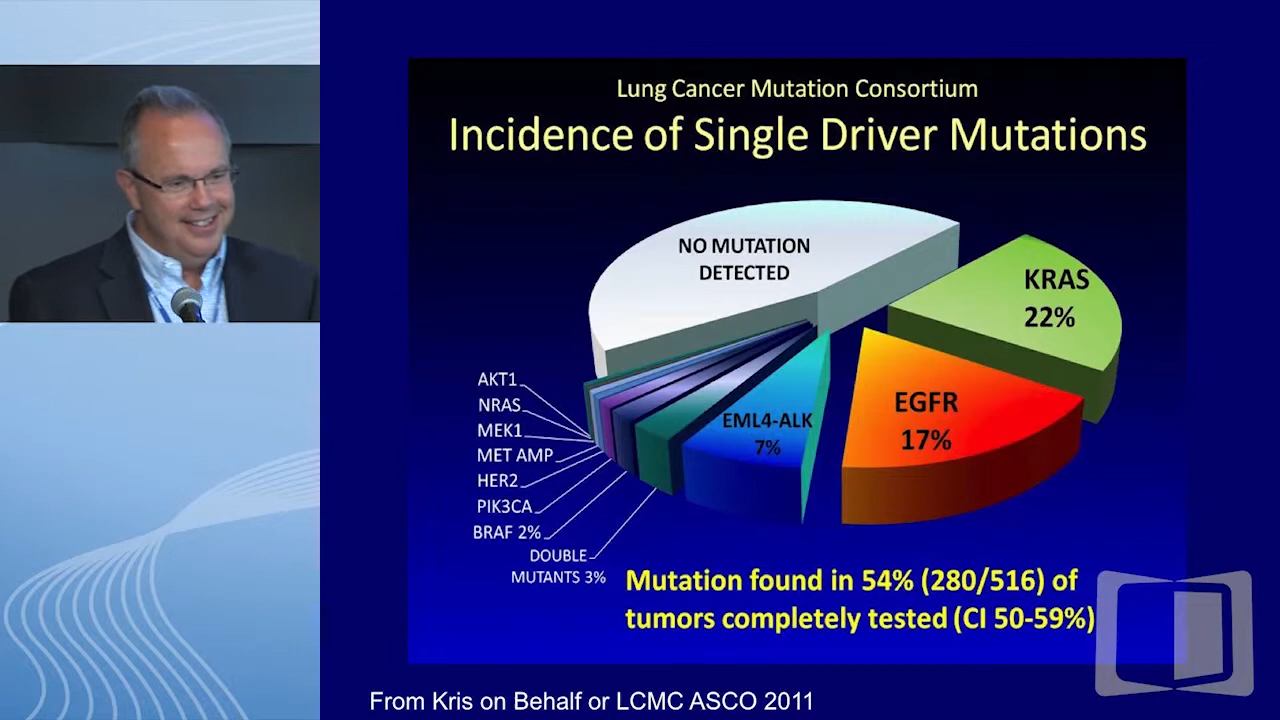 Lung Cancer Mutation Consortium
Incidence of Single Driver Mutations
NO MUTATION
DETECTED
KRAS
22%
EGFR
17%
EML4-ALK
7%
AKT1
NRAS
MEK1
MET AMP
HER2
PIK3CA
BRAF 2%
DOUBLE
MUTANTS 3%
Mutation found in 54% (280/516) of
tumors completely tested (CI 50-59%)
From Kris on Behalf or LCMC ASCO 2011